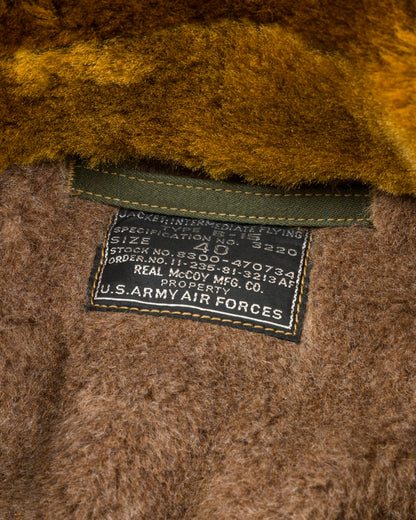 JACKET, INTERMEDIATE FLYING
TYPE B-15
SPECIFICATION NO. 3220
SIZE 40
STOCK NO. 8300-470734
ORDER. NO. 11-235-81-3213 AF
REAL McCOY MFG. CO.
PROPERTY
U.S. ARMY AIR FORCES